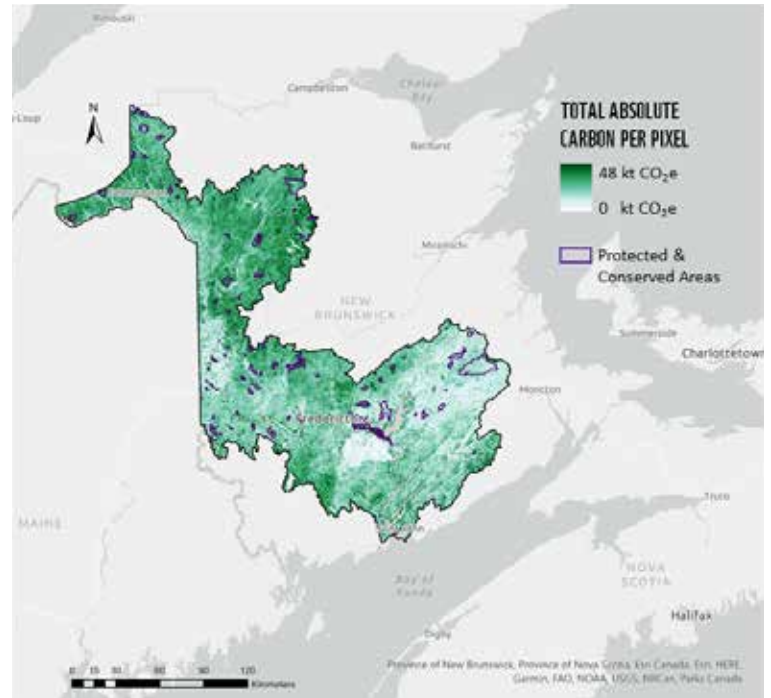 Rimouski
-Loup
Campbellton
Chaleur
Bay
Bathurst
N
TOTAL ABSOLUTE
CARBON PER PIXEL
48 kt CO₂e
0 kt CO₂e
Protected &
Conserved Areas
Miramichi
NEW
BRUNSWICK
Summerside
Charlottetown
Moncton
Fredericton
MAINE
Truro
NOVA
SCOTIA
Bay of
Fundy
Halifax
Digby
Kilometers
Province of New Brunswick, Province of Nova Scotia, Esri Canada, Esri, HERE,
Garmin, FAO, NOAA, USGS, NRCan, Parks Canada